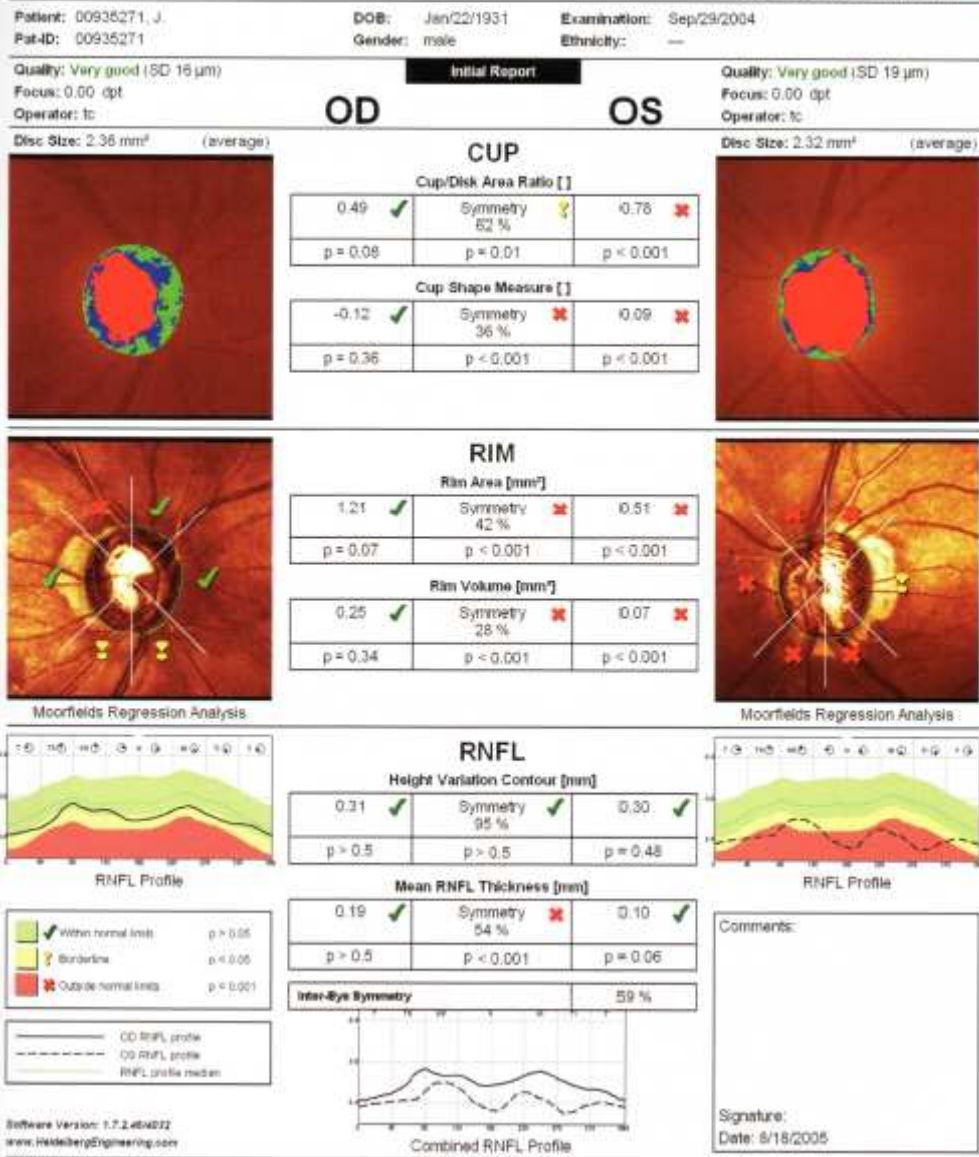 Patient: 00935271, J.
DOB: Jan/22/1931
Examination: Sep/29/2004
Pat-ID: 00935271
Gender: male
Ethnicity: ---
Quality: Very good (SD 16 µm)
Initial Report
Quality: Very good (SD 19 µm)
Focus: 0.00 dpt
Focus: 0.00 dpt
Operator: tc
OD
OS
Operator: tc
Disc Size: 2.36 mm² (average)
Disc Size: 2.32 mm² (average)
CUP
Cup/Disk Area Ratio [ ]
0.49 ✔ Symmetry 0.78 ✖
62 %
p = 0.08 p = 0.01 p < 0.001
Cup Shape Measure [ ]
-0.12 ✔ Symmetry ✖ 0.09 ✖
36 %
p = 0.36 p < 0.001 p < 0.001
RIM
Rim Area [mm²]
1.21 ✔ Symmetry ✖ 0.51 ✖
42 %
p = 0.07 p < 0.001 p < 0.001
Rim Volume [mm³]
0.25 ✔ Symmetry ✖ 0.07 ✖
28 %
p = 0.34 p < 0.001 p < 0.001
Moorfields Regression Analysis
Moorfields Regression Analysis
RNFL
Height Variation Contour [mm]
0.31 ✔ Symmetry ✔ 0.30 ✔
95 %
p > 0.5 p > 0.5 p = 0.48
RNFL Profile
RNFL Profile
Mean RNFL Thickness [mm]
0.19 ✔ Symmetry ✖ 0.10 ✔
54 %
p > 0.5 p < 0.001 p = 0.06
Inter-Eye Symmetry 59 %
Within normal limits p > 0.05
Borderline p < 0.05
Outside normal limits p < 0.001
OD RNFL profile
OS RNFL profile
RNFL profile median
Combined RNFL Profile
Comments:
Signature:
Date: 8/18/2005
www.HeidelbergEngineering.com